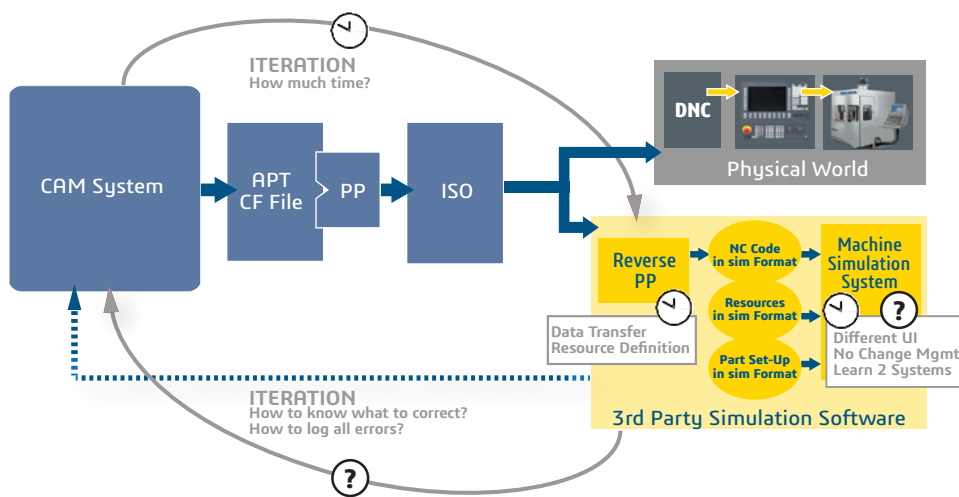 ITERATION
How much time?
CAM System
APT
CF File
PP
ISO
DNC
Physical World
Reverse
PP
NC Code
in sim Format
Machine
Simulation
System
Resources
in sim Format
?
Data Transfer
Resource Definition
Part Set-Up
in sim Format
Different UI
No Change Mgmt
Learn 2 Systems
3rd Party Simulation Software
ITERATION
How to know what to correct?
How to log all errors?
?